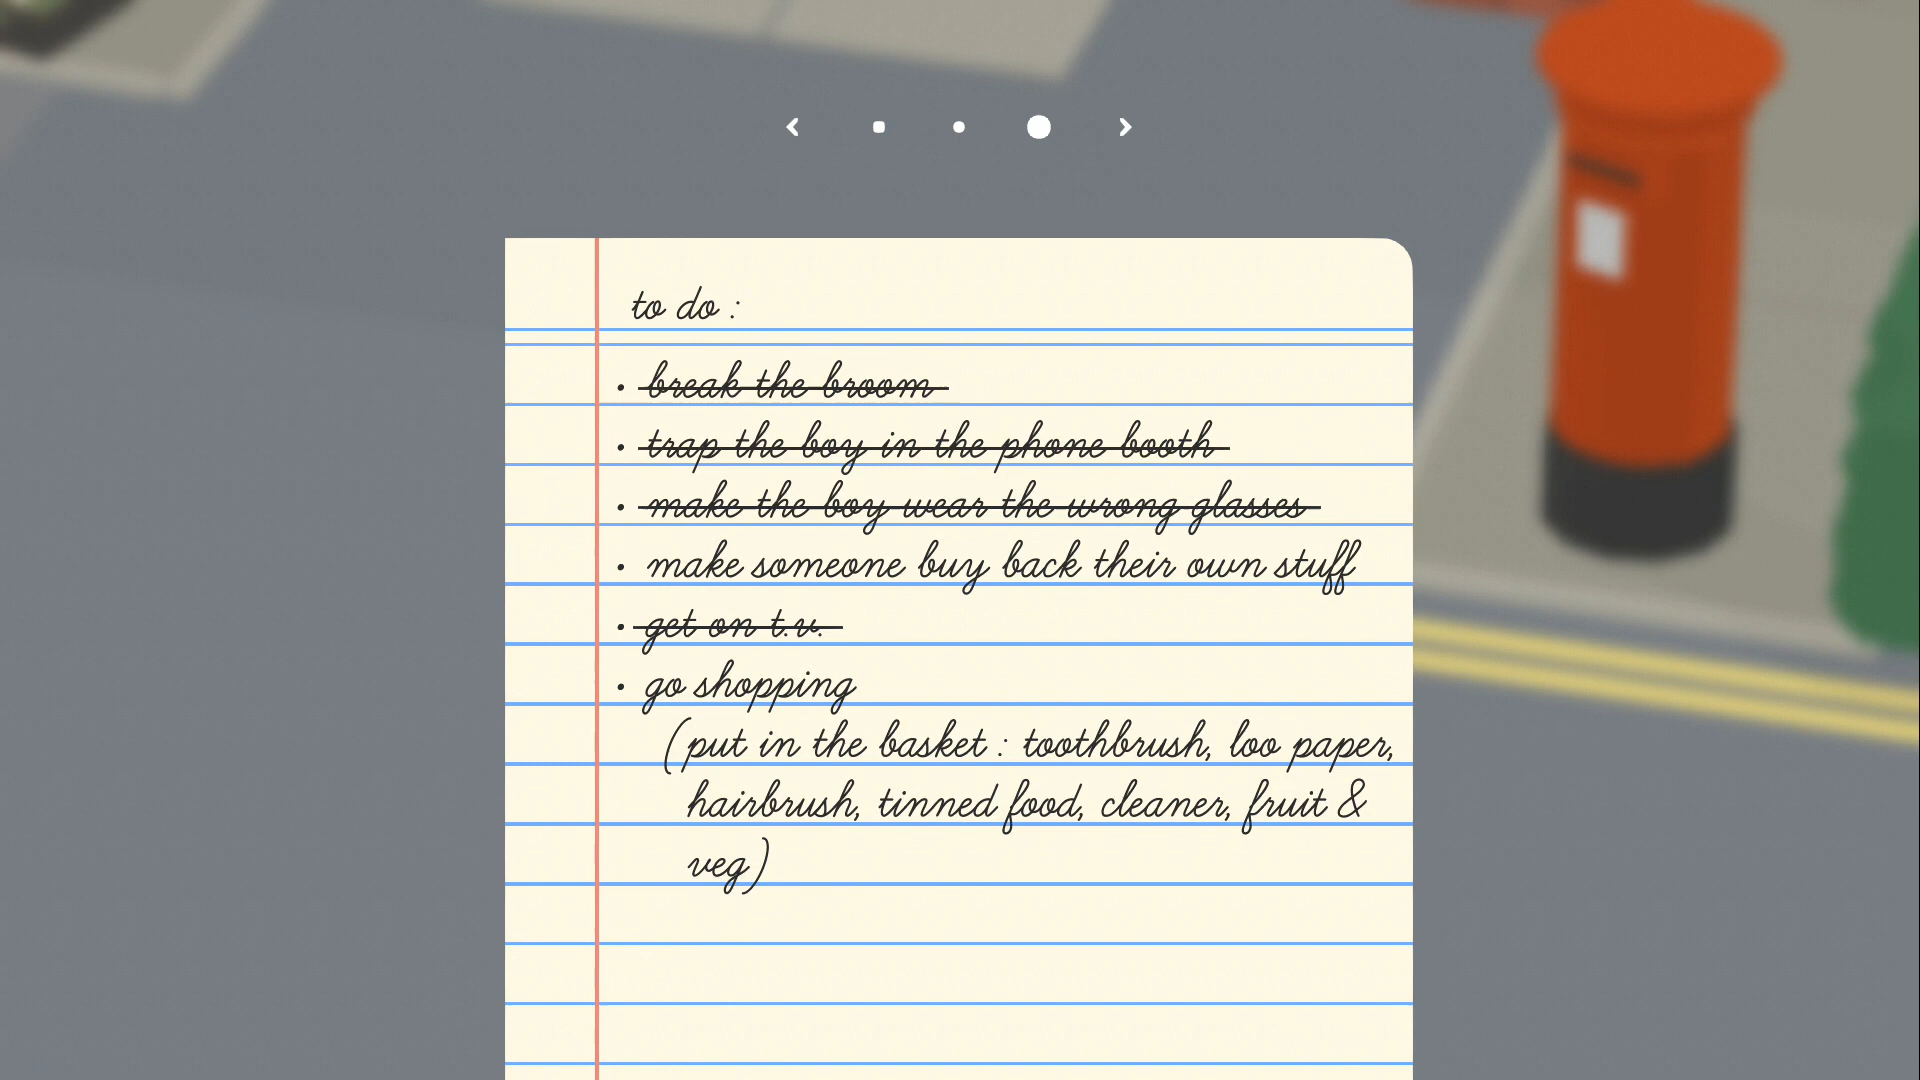 to do :
• break the broom
• trap the boy in the phone booth
• make the boy wear the wrong glasses
• make someone buy back their own stuff
• get on t.v.
• go shopping
(put in the basket : toothbrush, loo paper,
hairbrush, tinned food, cleaner, fruit &
veg)